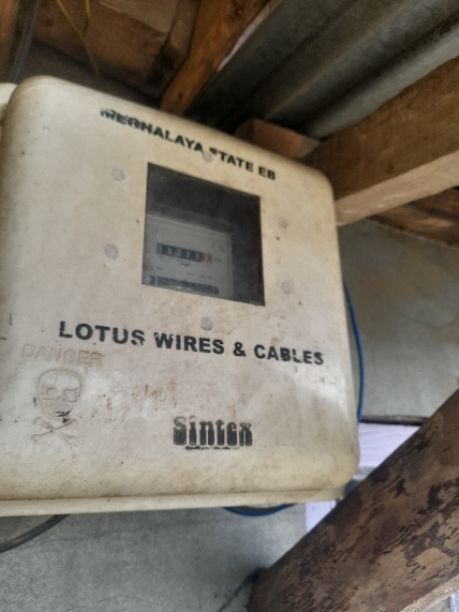 MEGHALAYA STATE EB
LOTUS WIRES & CABLES
DANGER
Sintex